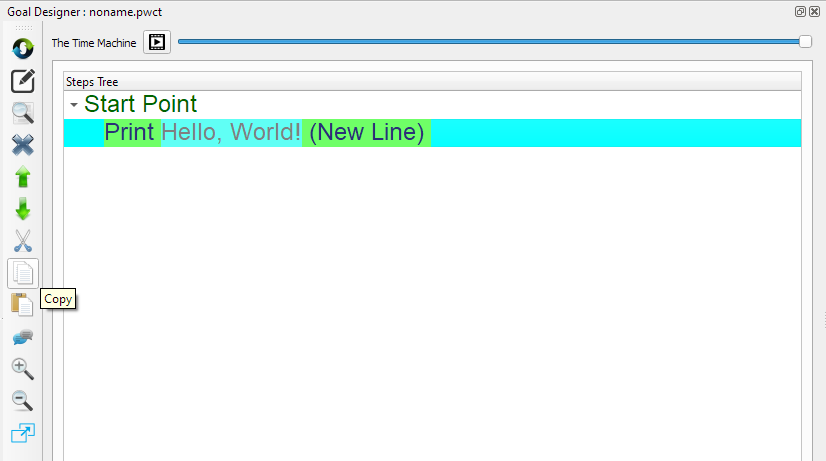 Goal Designer : noname.pwct
The Time Machine
Steps Tree
Start Point
Print Hello, World! (New Line)
Copy